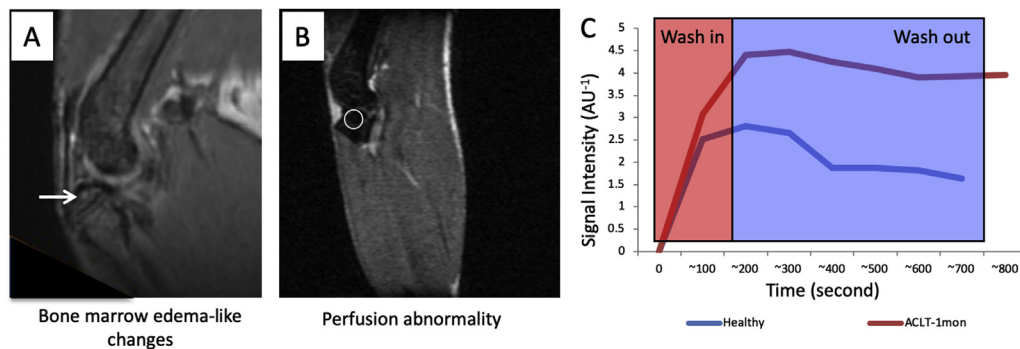 A
Bone marrow edema-like
changes
B
Perfusion abnormality
C
Wash in
Wash out
Signal Intensity (AU-1)
5
4.5
4
3.5
3
2.5
2
1.5
1
0.5
0
0 ~100 ~200 ~300 ~400 ~500 ~600 ~700 ~800
Time (second)
Healthy ACLT-1mon